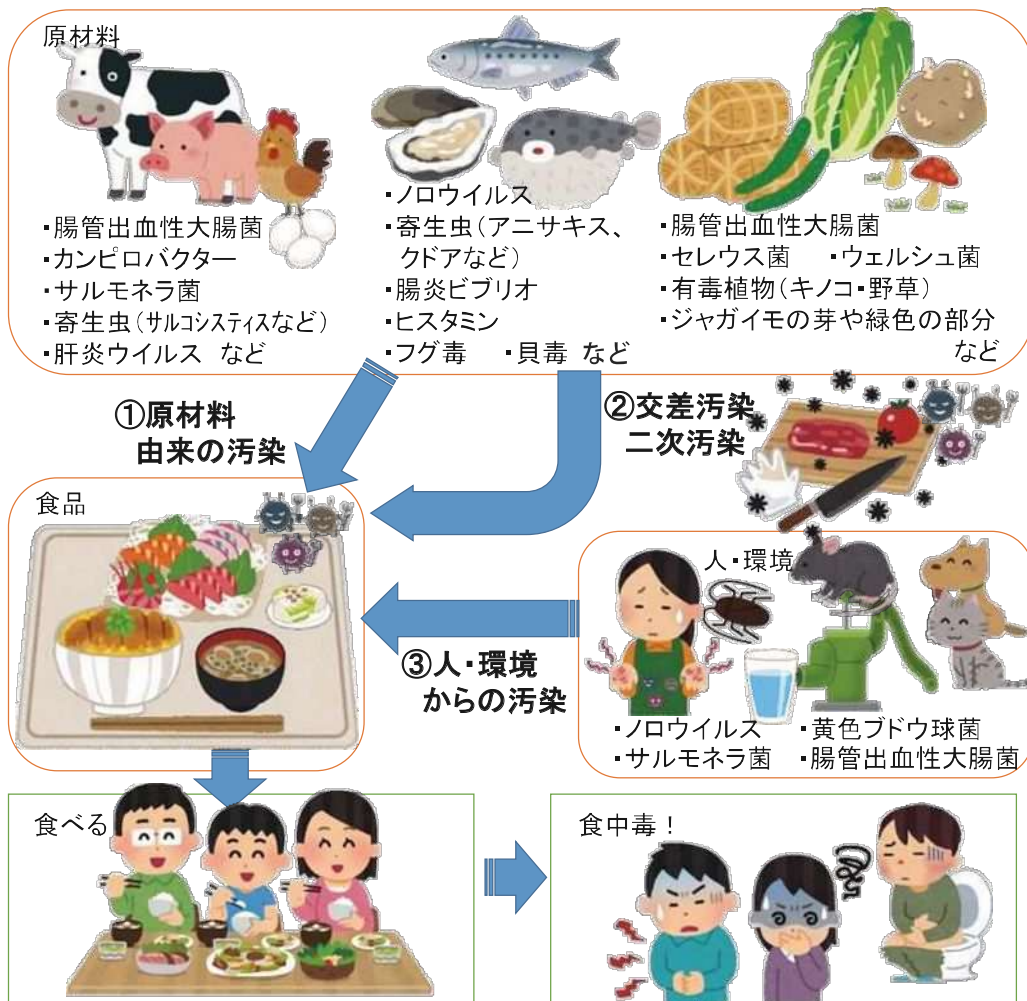 原材料
・腸管出血性大腸菌
・カンピロバクター
・サルモネラ菌
・寄生虫（サルコシスティスなど）
・肝炎ウイルス など
・ノロウイルス
・寄生虫（アニサキス、
クドアなど）
・腸炎ビブリオ
・ヒスタミン
・フグ毒 ・貝毒 など
・腸管出血性大腸菌
・セレウス菌 ・ウェルシュ菌
・有毒植物（キノコ・野草）
・ジャガイモの芽や緑色の部分
など
①原材料
由来の汚染
②交差汚染
二次汚染
食品
人・環境
③人・環境
からの汚染
・ノロウイルス ・黄色ブドウ球菌
・サルモネラ菌 ・腸管出血性大腸菌
食べる
食中毒！